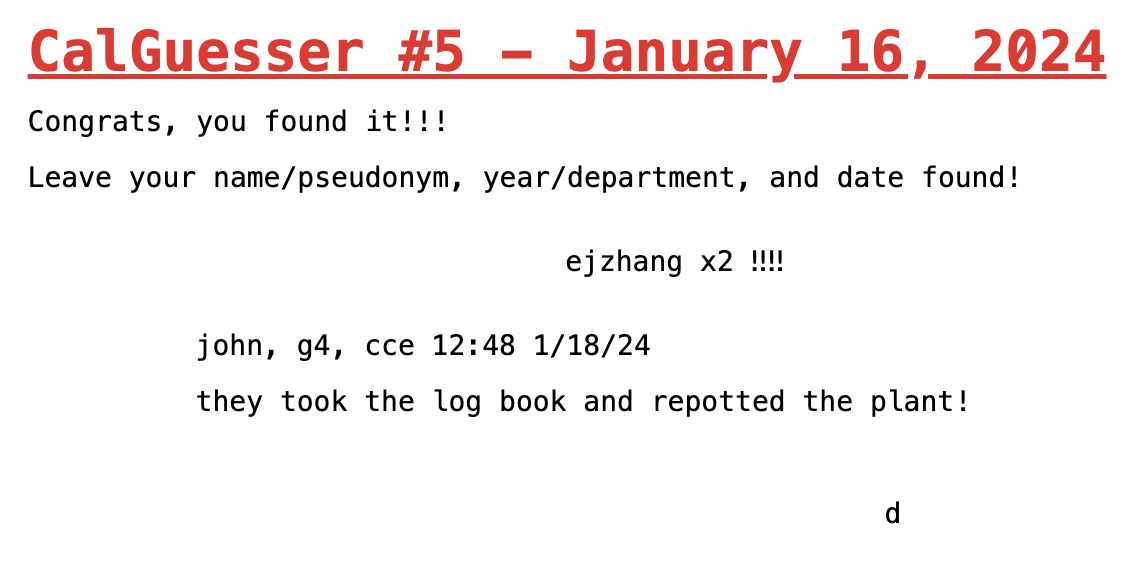 CalGuesser #5 – January 16, 2024
Congrats, you found it!!!
Leave your name/pseudonym, year/department, and date found!
ejzhang x2 !!!!
john, g4, cce 12:48 1/18/24
they took the log book and repotted the plant!
d